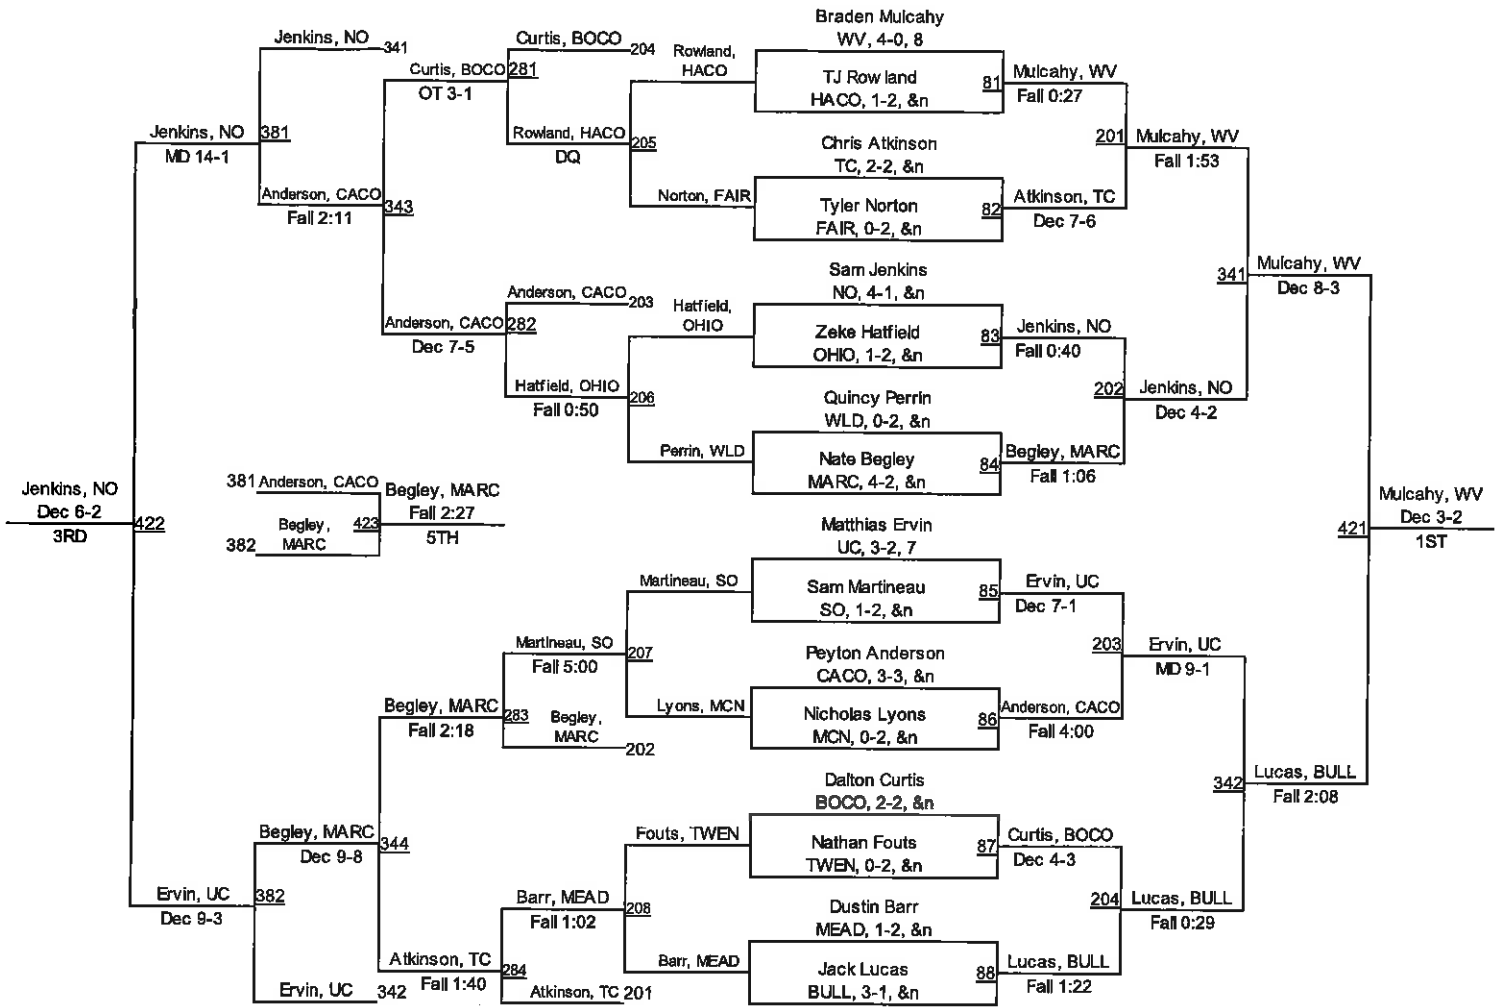 Braden Mulcahy
WV, 4-0, 8
TJ Rowland
HACO, 1-2, &n
81
Mulcahy, WV
Fall 0:27
Chris Atkinson
TC, 2-2, &n
Tyler Norton
FAIR, 0-2, &n
82
Atkinson, TC
Dec 7-6
201
Mulcahy, WV
Fall 1:53
Sam Jenkins
NO, 4-1, &n
Zeke Hatfield
OHIO, 1-2, &n
83
Jenkins, NO
Fall 0:40
Quincy Perrin
WLD, 0-2, &n
Nate Begley
MARC, 4-2, &n
84
Begley, MARC
Fall 1:06
202
Jenkins, NO
Dec 4-2
341
Mulcahy, WV
Dec 8-3
Matthias Ervin
UC, 3-2, 7
Sam Martineau
SO, 1-2, &n
85
Ervin, UC
Dec 7-1
Peyton Anderson
CACO, 3-3, &n
Nicholas Lyons
MCN, 0-2, &n
86
Anderson, CACO
Fall 4:00
203
Ervin, UC
MD 9-1
Dalton Curtis
BOCO, 2-2, &n
Nathan Fouts
TWEN, 0-2, &n
87
Curtis, BOCO
Dec 4-3
Dustin Barr
MEAD, 1-2, &n
Jack Lucas
BULL, 3-1, &n
88
Lucas, BULL
Fall 1:22
204
Lucas, BULL
Fall 0:29
342
Lucas, BULL
Fall 2:08
421
Mulcahy, WV
Dec 3-2
1ST
Rowland,
HACO
Norton, FAIR
205
Rowland, HACO
DQ
Curtis, BOCO
204
281
Curtis, BOCO
OT 3-1
Hatfield,
OHIO
Perrin, WLD
206
Hatfield, OHIO
Fall 0:50
Anderson, CACO
203
282
Anderson, CACO
Dec 7-5
343
Anderson, CACO
Fall 2:11
Jenkins, NO
341
381
Jenkins, NO
MD 14-1
381
Anderson, CACO
382
Begley,
MARC
423
Begley, MARC
Fall 2:27
5TH
Martineau, SO
Lyons, MCN
207
Martineau, SO
Fall 5:00
Begley,
MARC
202
283
Begley, MARC
Fall 2:18
Fouts, TWEN
Barr, MEAD
208
Barr, MEAD
Fall 1:02
Atkinson, TC
201
284
Atkinson, TC
Fall 1:40
344
Begley, MARC
Dec 9-8
Ervin, UC
342
382
Ervin, UC
Dec 9-3
422
Jenkins, NO
Dec 6-2
3RD